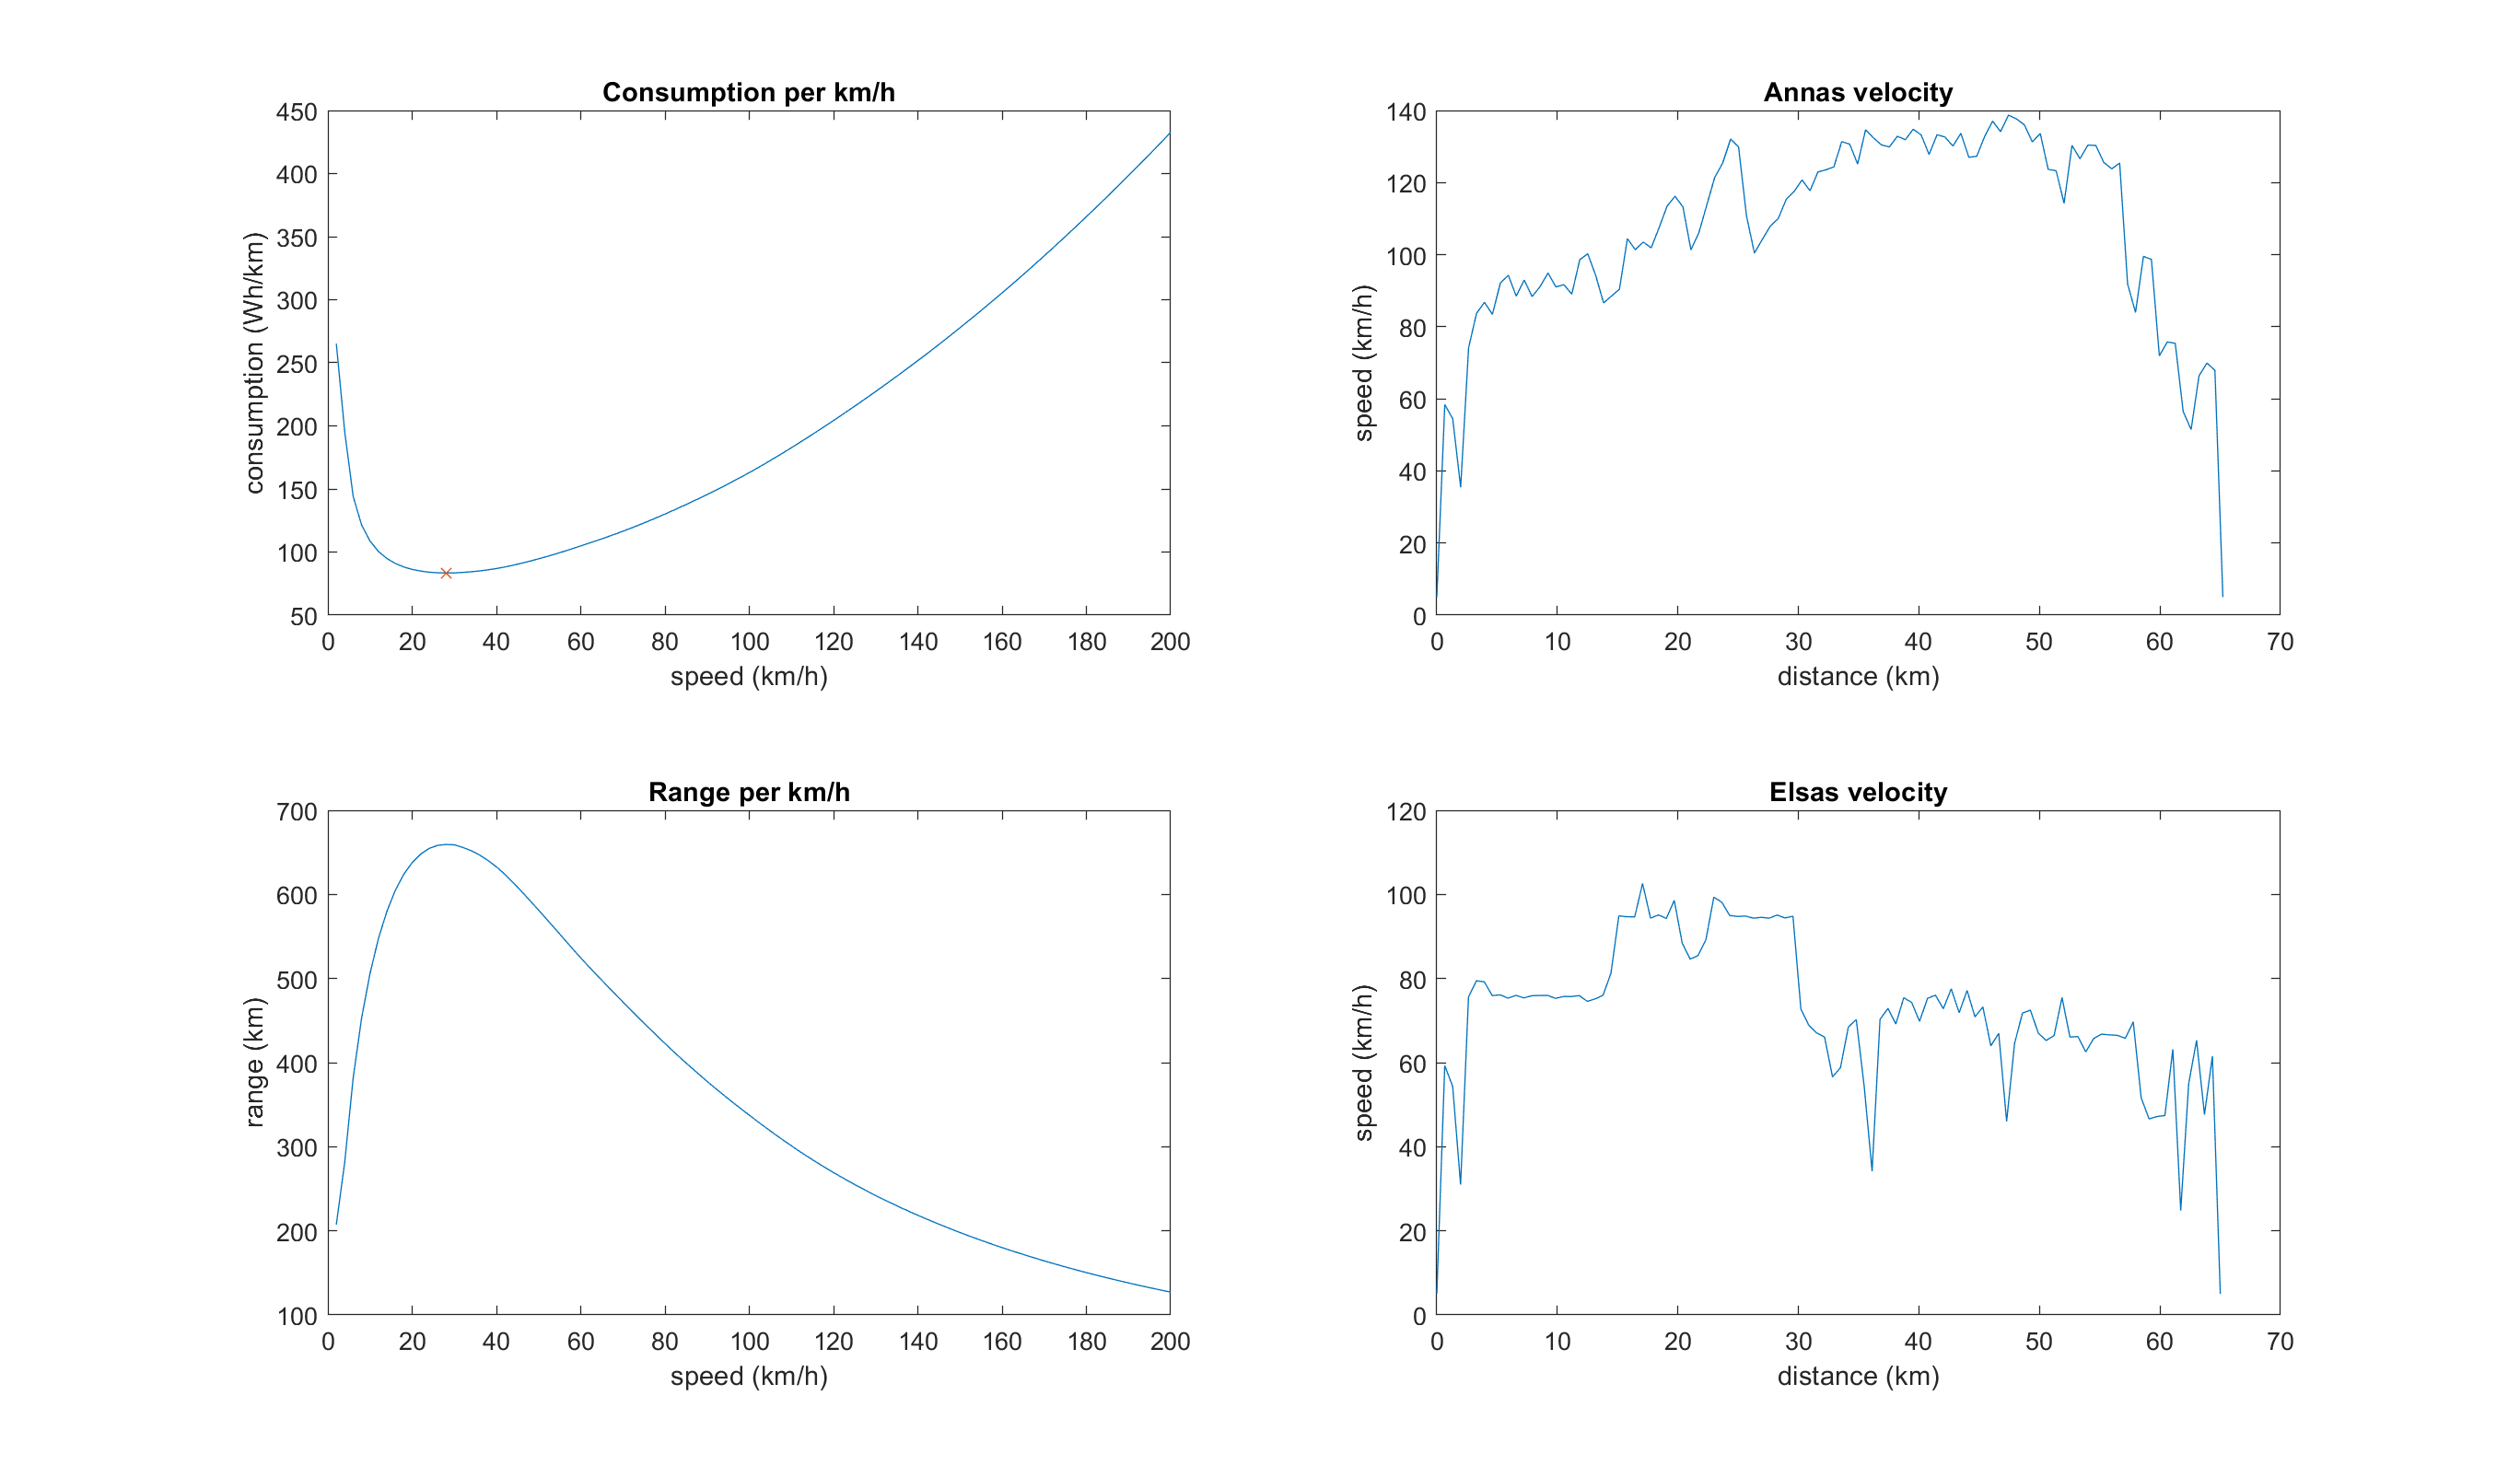 Consumption per km/h
450
400
350
300
250
200
150
100
50
consumption (Wh/km)
0 20 40 60 80 100 120 140 160 180 200
speed (km/h)
Annas velocity
140
120
100
80
60
40
20
0
speed (km/h)
0 10 20 30 40 50 60 70
distance (km)
Range per km/h
700
600
500
400
300
200
100
range (km)
0 20 40 60 80 100 120 140 160 180 200
speed (km/h)
Elsas velocity
120
100
80
60
40
20
0
speed (km/h)
0 10 20 30 40 50 60 70
distance (km)